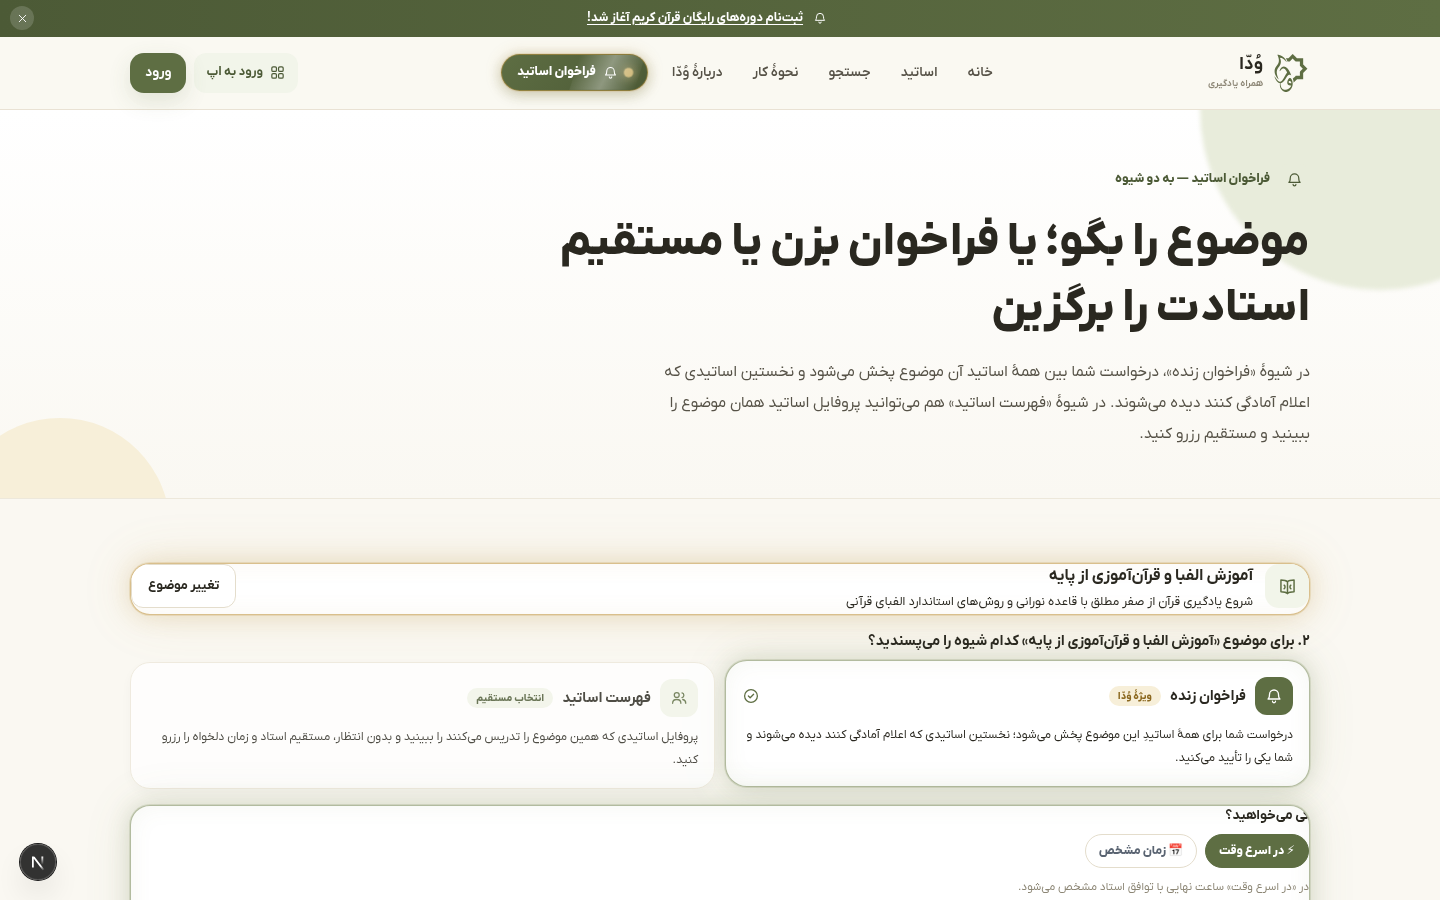 ثبت‌نام دوره‌های رایگان قرآن کریم آغاز شد!
وُدّا
همراه یادگیری
خانه
اساتید
جستجو
نحوهٔ کار
دربارهٔ وُدّا
فراخوان اساتید
ورود به اپ
ورود
فراخوان اساتید — به دو شیوه
موضوع را بگو؛ یا فراخوان بزن یا مستقیم
استادت را برگزین
در شیوهٔ «فراخوان زنده»، درخواست شما بین همهٔ اساتید آن موضوع پخش می‌شود و نخستین اساتیدی که
اعلام آمادگی کنند دیده می‌شوند. در شیوهٔ «فهرست اساتید» هم می‌توانید پروفایل اساتید همان موضوع را
ببینید و مستقیم رزرو کنید.
آموزش الفبا و قرآن‌آموزی از پایه
شروع یادگیری قرآن از صفر مطلق با قاعده نورانی و روش‌های استاندارد الفبای قرآنی
تغییر موضوع
۲. برای موضوع «آموزش الفبا و قرآن‌آموزی از پایه» کدام شیوه را می‌پسندید؟
فراخوان زنده
ویژهٔ وُدّا
درخواست شما برای همهٔ اساتیدِ این موضوع پخش می‌شود؛ نخستین اساتیدی که اعلام آمادگی کنند دیده می‌شوند و
شما یکی را تأیید می‌کنید.
فهرست اساتید
انتخاب مستقیم
پروفایل اساتیدی که همین موضوع را تدریس می‌کنند را ببینید و بدون انتظار، مستقیم استاد و زمان دلخواه را رزرو
کنید.
می‌خواهید؟
⚡ در اسرع وقت
📅 زمان مشخص
در «در اسرع وقت» ساعت نهایی با توافق استاد مشخص می‌شود.